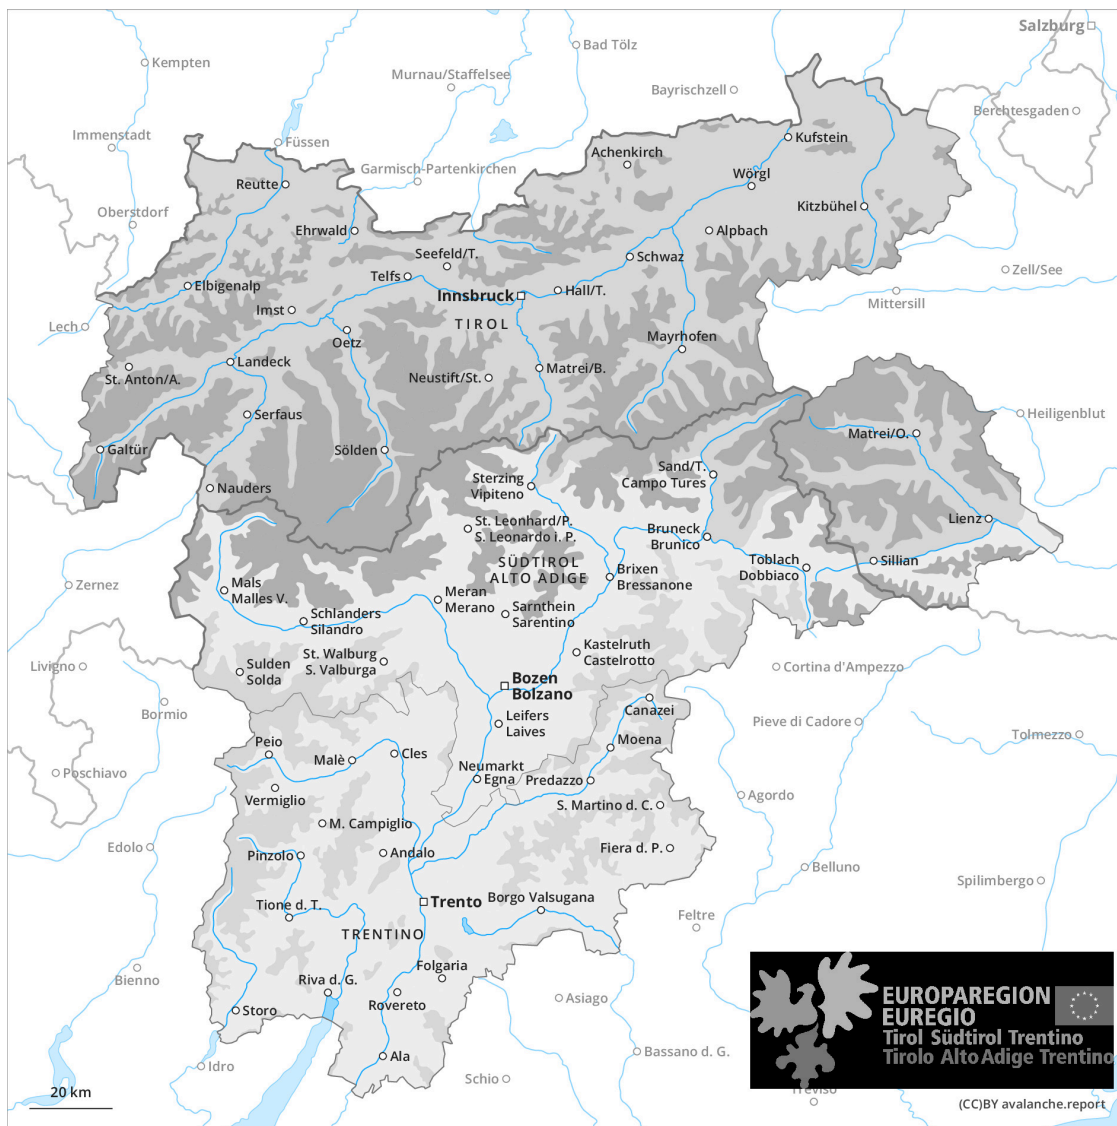 Salzburg
Bad Tölz
Kempten
Murnau/Staffelsee
Bayrischzell
Berchtesgaden
Immenstadt
Füssen
Kufstein
Achenkirch
Garmisch-Partenkirchen
Wörgl
Reutte
Kitzbühel
Oberstdorf
Ehrwald
Alpbach
Seefeld/T.
Schwaz
Zell/See
Telfs
Elbigenalp
Hall/T.
Innsbruck
Mittersill
Imst
Lech
TIROL
Oetz
Mayrhofen
Landeck
Matrei/B.
St. Anton/A.
Neustift/St.
Serfaus
Heiligenblut
Matrei/O.
Galtür
Sölden
Sterzing
Vipiteno
Sand/T.
Campo Tures
Nauders
Lienz
St. Leonhard/P.
S. Leonardo i. P.
Bruneck
Brunico
SÜDTIROL
ALTO ADIGE
Toblach
Dobbiaco
Sillian
Brixen
Bressanone
Zernez
Mals
Malles V.
Meran
Merano
Schlanders
Silandro
Sarnthein
Sarentino
Kastelruth
Castelrotto
St. Walburg
S. Valburga
Livigno
Sulden
Solda
Cortina d'Ampezzo
Bozen
Bolzano
Bormio
Canazei
Leifers
Laives
Pieve di Cadore
Tolmezzo
Moena
Peio
Malè
Cles
Neumarkt
Egna
Predazzo
Poschiavo
Vermiglio
Agordo
S. Martino d. C.
M. Campiglio
Edolo
Fiera d. P.
Pinzolo
Andalo
Belluno
Spilimbergo
Trento
Borgo Valsugana
Tione d. T.
Feltre
TRENTINO
Bienno
Folgaria
Riva d. G.
Rovereto
Asiago
Storo
EUROPAREGION
EUREGIO
Tirol Südtirol Trentino
Tirolo Alto Adige Trentino
Ala
Idro
Bassano d. G.
Schio
Treviso
20 km
(CC)BY avalanche.report